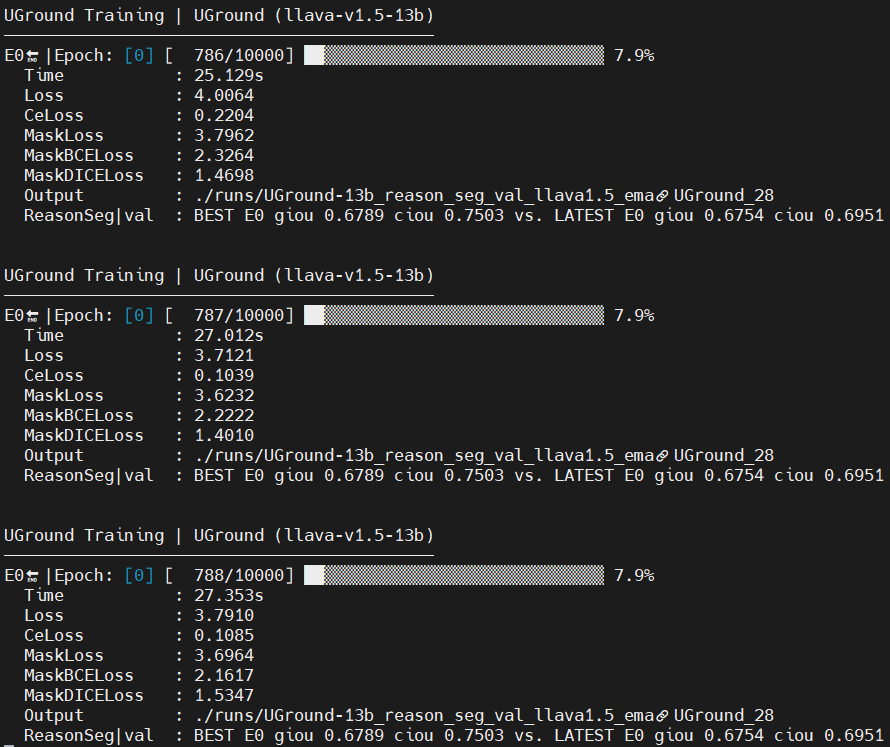 UGround Training | UGround (llava-v1.5-13b)
E0🔚|Epoch: [0] [  786/10000] 7.9%
Time : 25.129s
Loss : 4.0064
CeLoss : 0.2204
MaskLoss : 3.7962
MaskBCELoss : 2.3264
MaskDICELoss : 1.4698
Output : ./runs/UGround-13b_reason_seg_val_llava1.5_ema🔗UGround_28
ReasonSeg|val : BEST E0 giou 0.6789 ciou 0.7503 vs. LATEST E0 giou 0.6754 ciou 0.6951
UGround Training | UGround (llava-v1.5-13b)
E0🔚|Epoch: [0] [  787/10000] 7.9%
Time : 27.012s
Loss : 3.7121
CeLoss : 0.1039
MaskLoss : 3.6232
MaskBCELoss : 2.2222
MaskDICELoss : 1.4010
Output : ./runs/UGround-13b_reason_seg_val_llava1.5_ema🔗UGround_28
ReasonSeg|val : BEST E0 giou 0.6789 ciou 0.7503 vs. LATEST E0 giou 0.6754 ciou 0.6951
UGround Training | UGround (llava-v1.5-13b)
E0🔚|Epoch: [0] [  788/10000] 7.9%
Time : 27.353s
Loss : 3.7910
CeLoss : 0.1085
MaskLoss : 3.6964
MaskBCELoss : 2.1617
MaskDICELoss : 1.5347
Output : ./runs/UGround-13b_reason_seg_val_llava1.5_ema🔗UGround_28
ReasonSeg|val : BEST E0 giou 0.6789 ciou 0.7503 vs. LATEST E0 giou 0.6754 ciou 0.6951